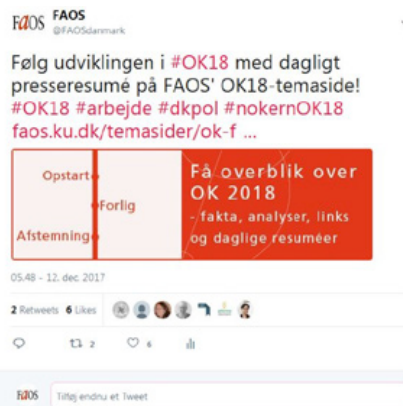 FAOS FAOS
@FAOSdanmark
Følg udviklingen i #OK18 med dagligt
presseresumé på FAOS' OK18-temaside!
#OK18 #arbejde #dkpol #nokernOK18
faos.ku.dk/temasider/ok-f ...
Opstart
Forlig
Afstemning
Få overblik over
OK 2018
- fakta, analyser, links
og daglige resuméer
05.48 - 12. dec. 2017
2 Retweets 6 Likes
2 6
FAOS Tilføj endnu et Tweet